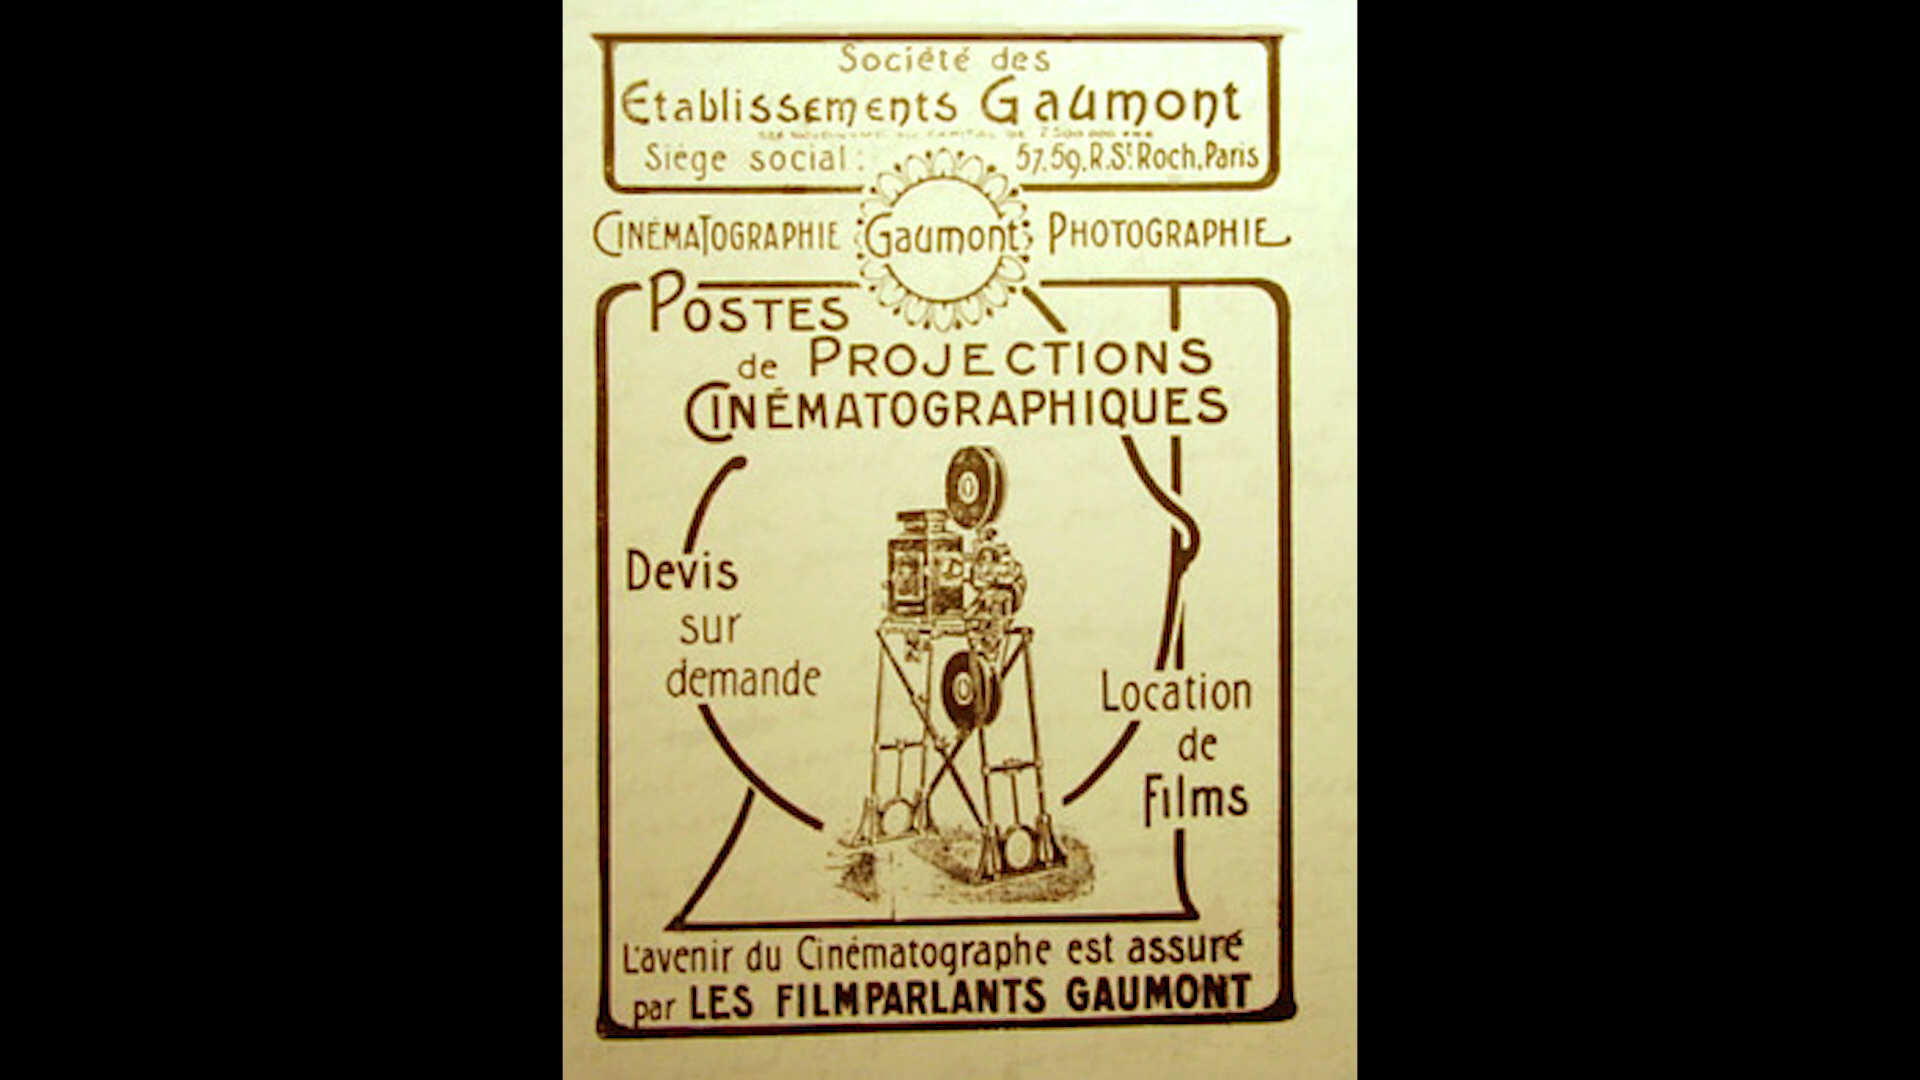 Société des
Etablissements Gaumont
Siège social : 57.59.R.St Roch.Paris
CINÉMATOGRAPHIE Gaumont PHOTOGRAPHIE
POSTES
de PROJECTIONS
CINÉMATOGRAPHIQUES
Devis
sur
demande
Location
de
Films
L'avenir du Cinématographe est assuré
par LES FILMPARLANTS GAUMONT